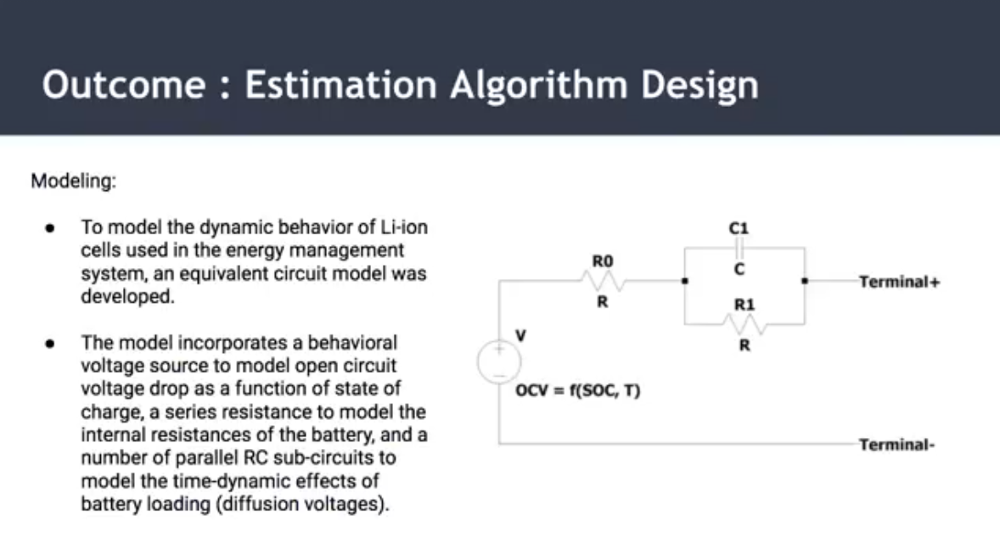 Outcome : Estimation Algorithm Design
Modeling:
● To model the dynamic behavior of Li-ion
cells used in the energy management
system, an equivalent circuit model was
developed.
● The model incorporates a behavioral
voltage source to model open circuit
voltage drop as a function of state of
charge, a series resistance to model the
internal resistances of the battery, and a
number of parallel RC sub-circuits to
model the time-dynamic effects of
battery loading (diffusion voltages).
C1
C
R0
R
R1
R
Terminal+
V
+
−
OCV = f(SOC, T)
Terminal-